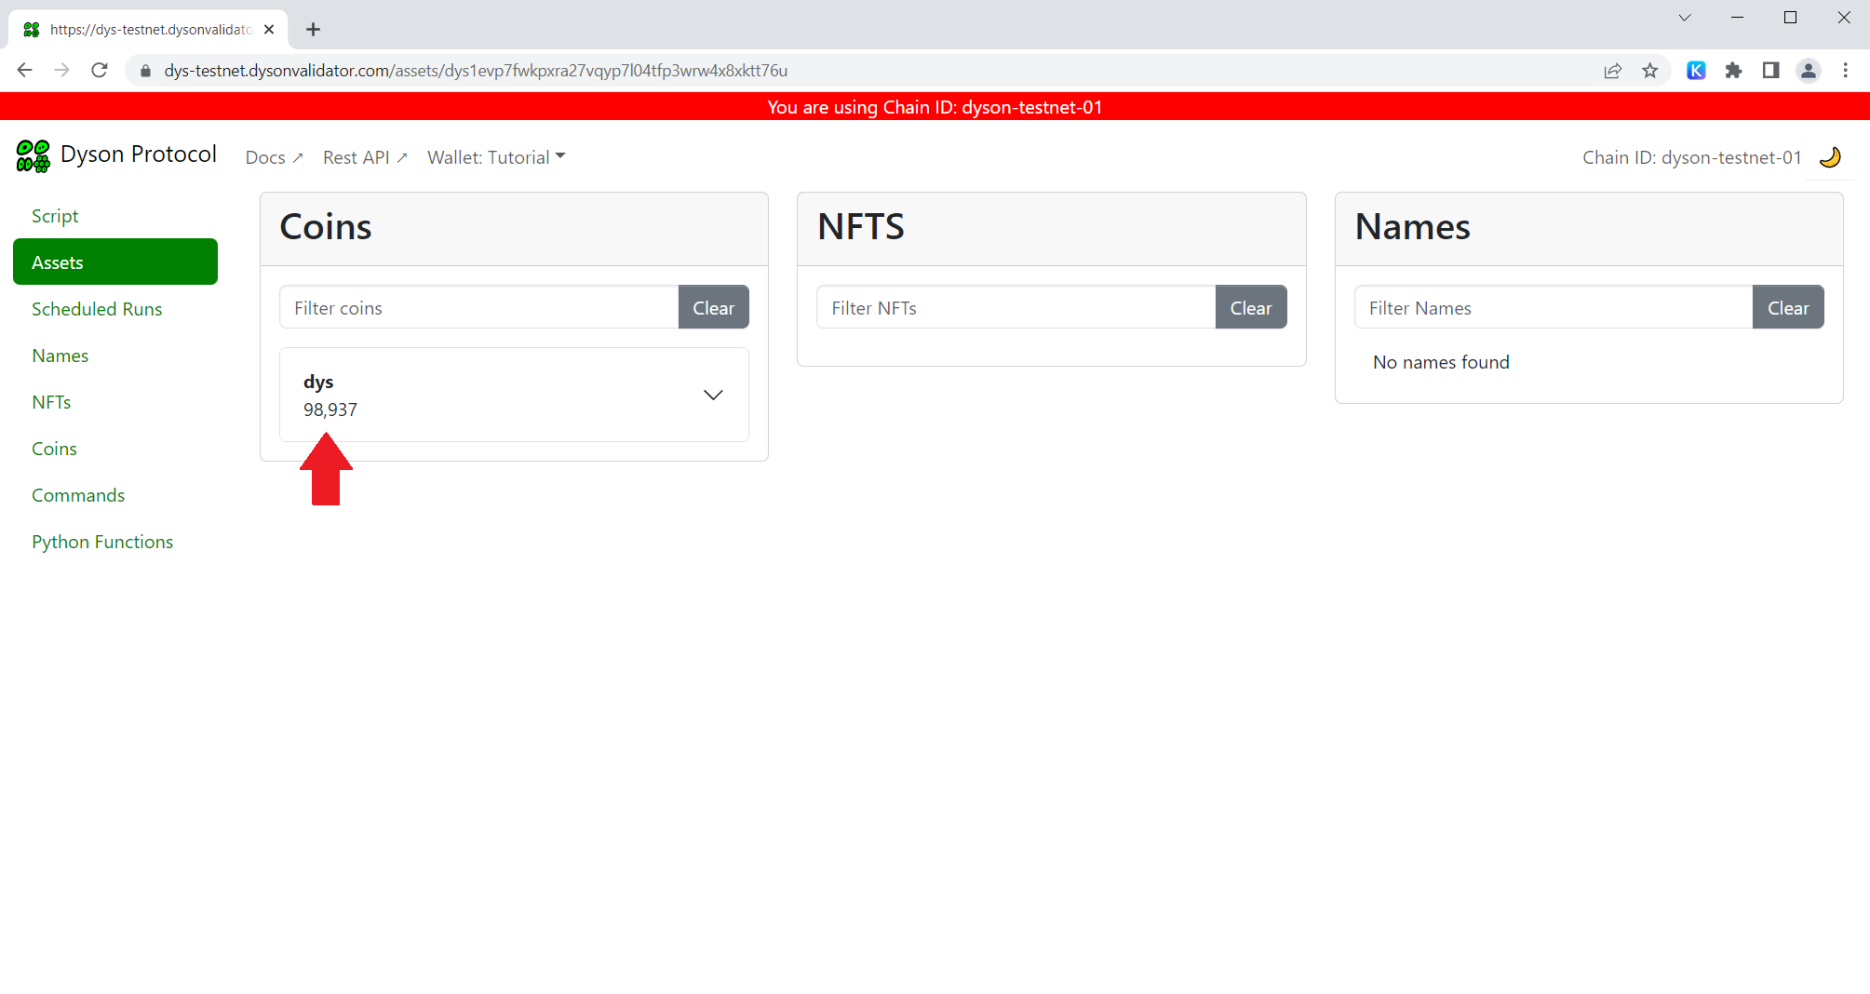 https://dys-testnet.dysonvalidato
dys-testnet.dysonvalidator.com/assets/dys1evp7fwkpxra27vqyp7l04tfp3wrw4x8xktt76u
K
You are using Chain ID: dyson-testnet-01
Dyson Protocol
Docs ↗
Rest API ↗
Wallet: Tutorial
Chain ID: dyson-testnet-01
Script
Assets
Scheduled Runs
Names
NFTs
Coins
Commands
Python Functions
Coins
Filter coins
Clear
dys
98,937
NFTS
Filter NFTs
Clear
Names
Filter Names
Clear
No names found